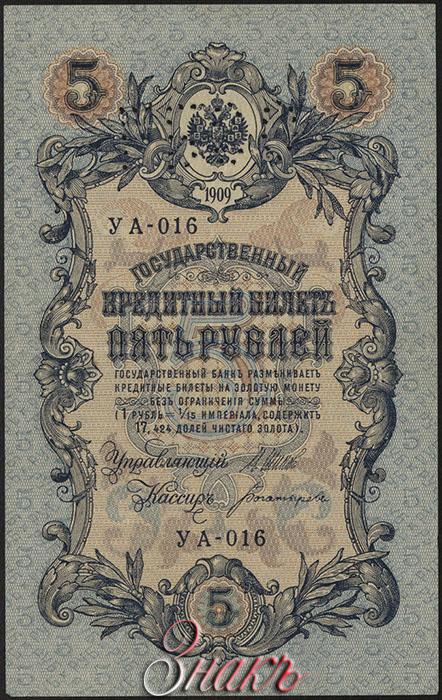 5 5
1909
УА-016
ГОСУДАРСТВЕННЫЙ
КРЕДИТНЫЙ БИЛЕТЪ
ПЯТЬ РУБЛЕЙ
ГОСУДАРСТВЕННЫЙ БАНКЪ РАЗМѢНИВАЕТЪ
КРЕДИТНЫЕ БИЛЕТЫ НА ЗОЛОТУЮ МОНЕТУ
БЕЗЪ ОГРАНИЧЕНІЯ СУММЫ
(1 РУБЛЬ = 1/15 ИМПЕРІАЛА, СОДЕРЖИТЪ
17,424 ДОЛЕЙ ЧИСТАГО ЗОЛОТА).
Управляющій
Кассиръ Богатырев
УА-016
5
Знакъ